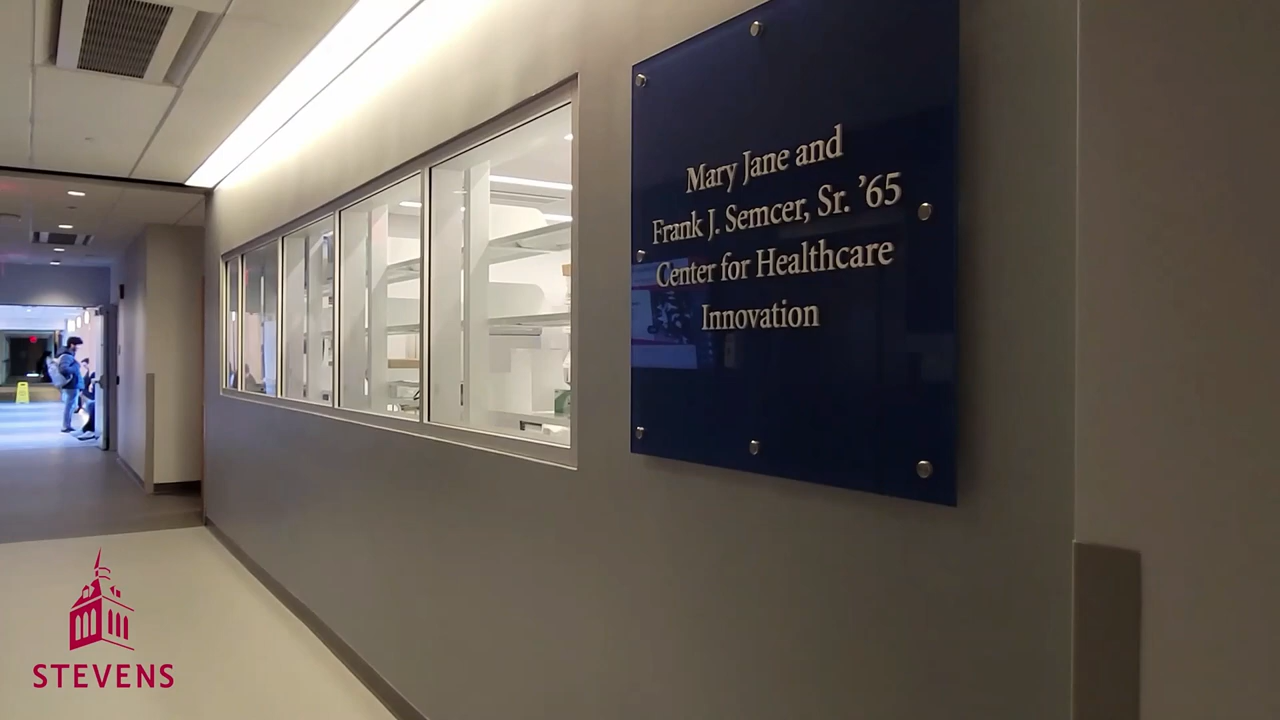 Mary Jane and
Frank J. Semcer, Sr. ’65
Center for Healthcare
Innovation
STEVENS